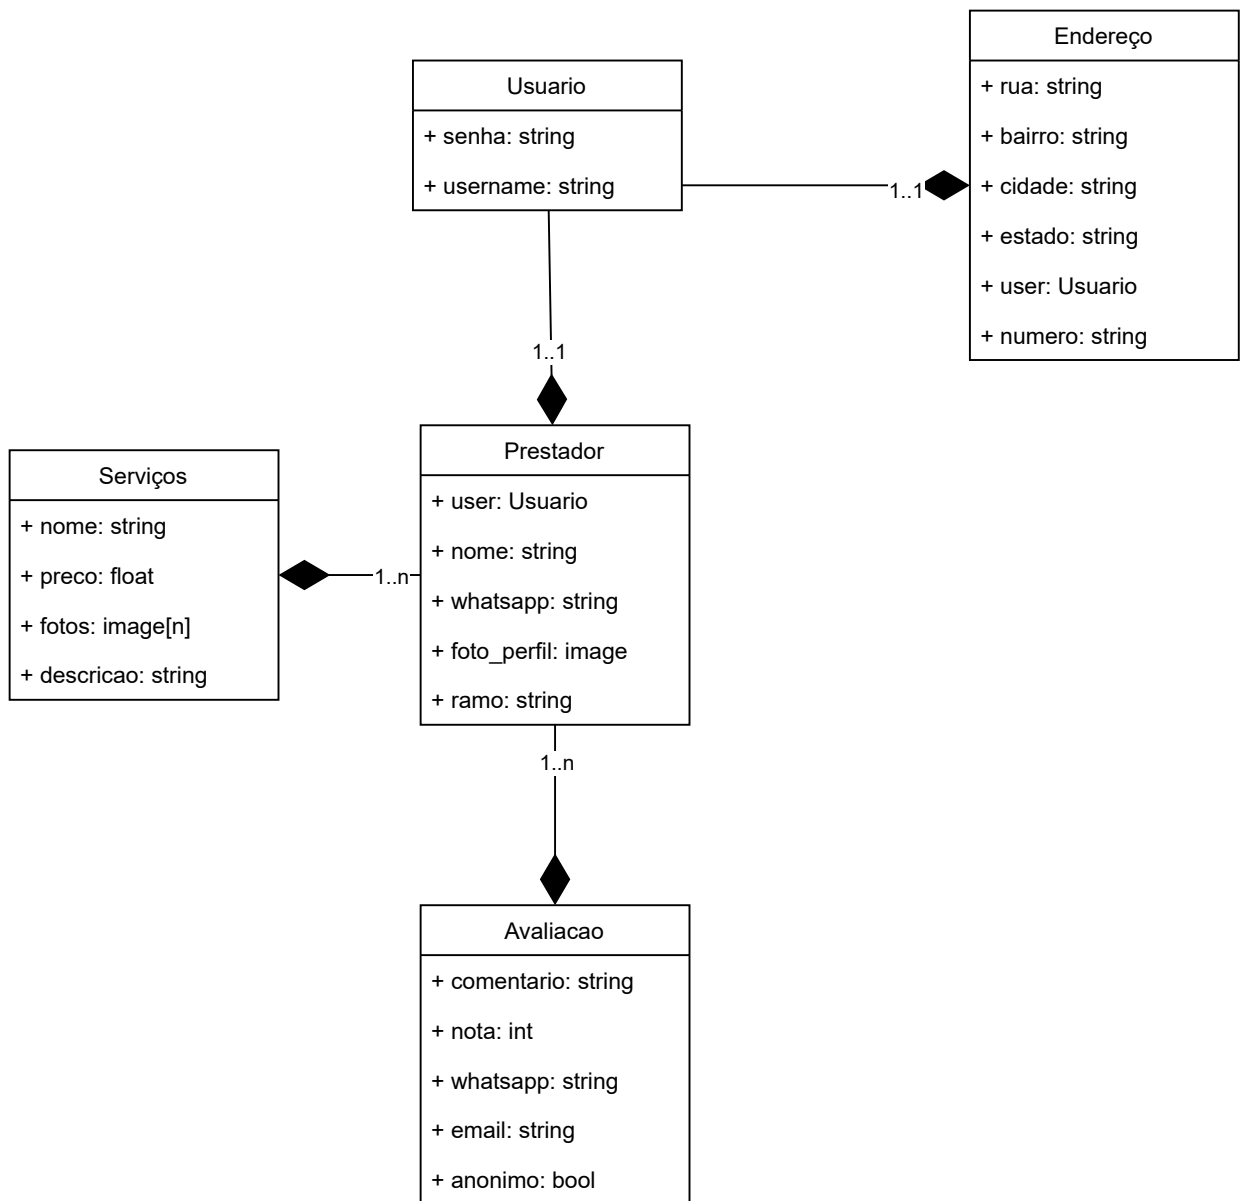 Endereço
+ rua: string
+ bairro: string
+ cidade: string
+ estado: string
+ user: Usuario
+ numero: string
Usuario
+ senha: string
+ username: string
1..1
1..1
Prestador
+ user: Usuario
+ nome: string
+ whatsapp: string
+ foto_perfil: image
+ ramo: string
Serviços
+ nome: string
+ preco: float
+ fotos: image[n]
+ descricao: string
1..n
1..n
Avaliacao
+ comentario: string
+ nota: int
+ whatsapp: string
+ email: string
+ anonimo: bool